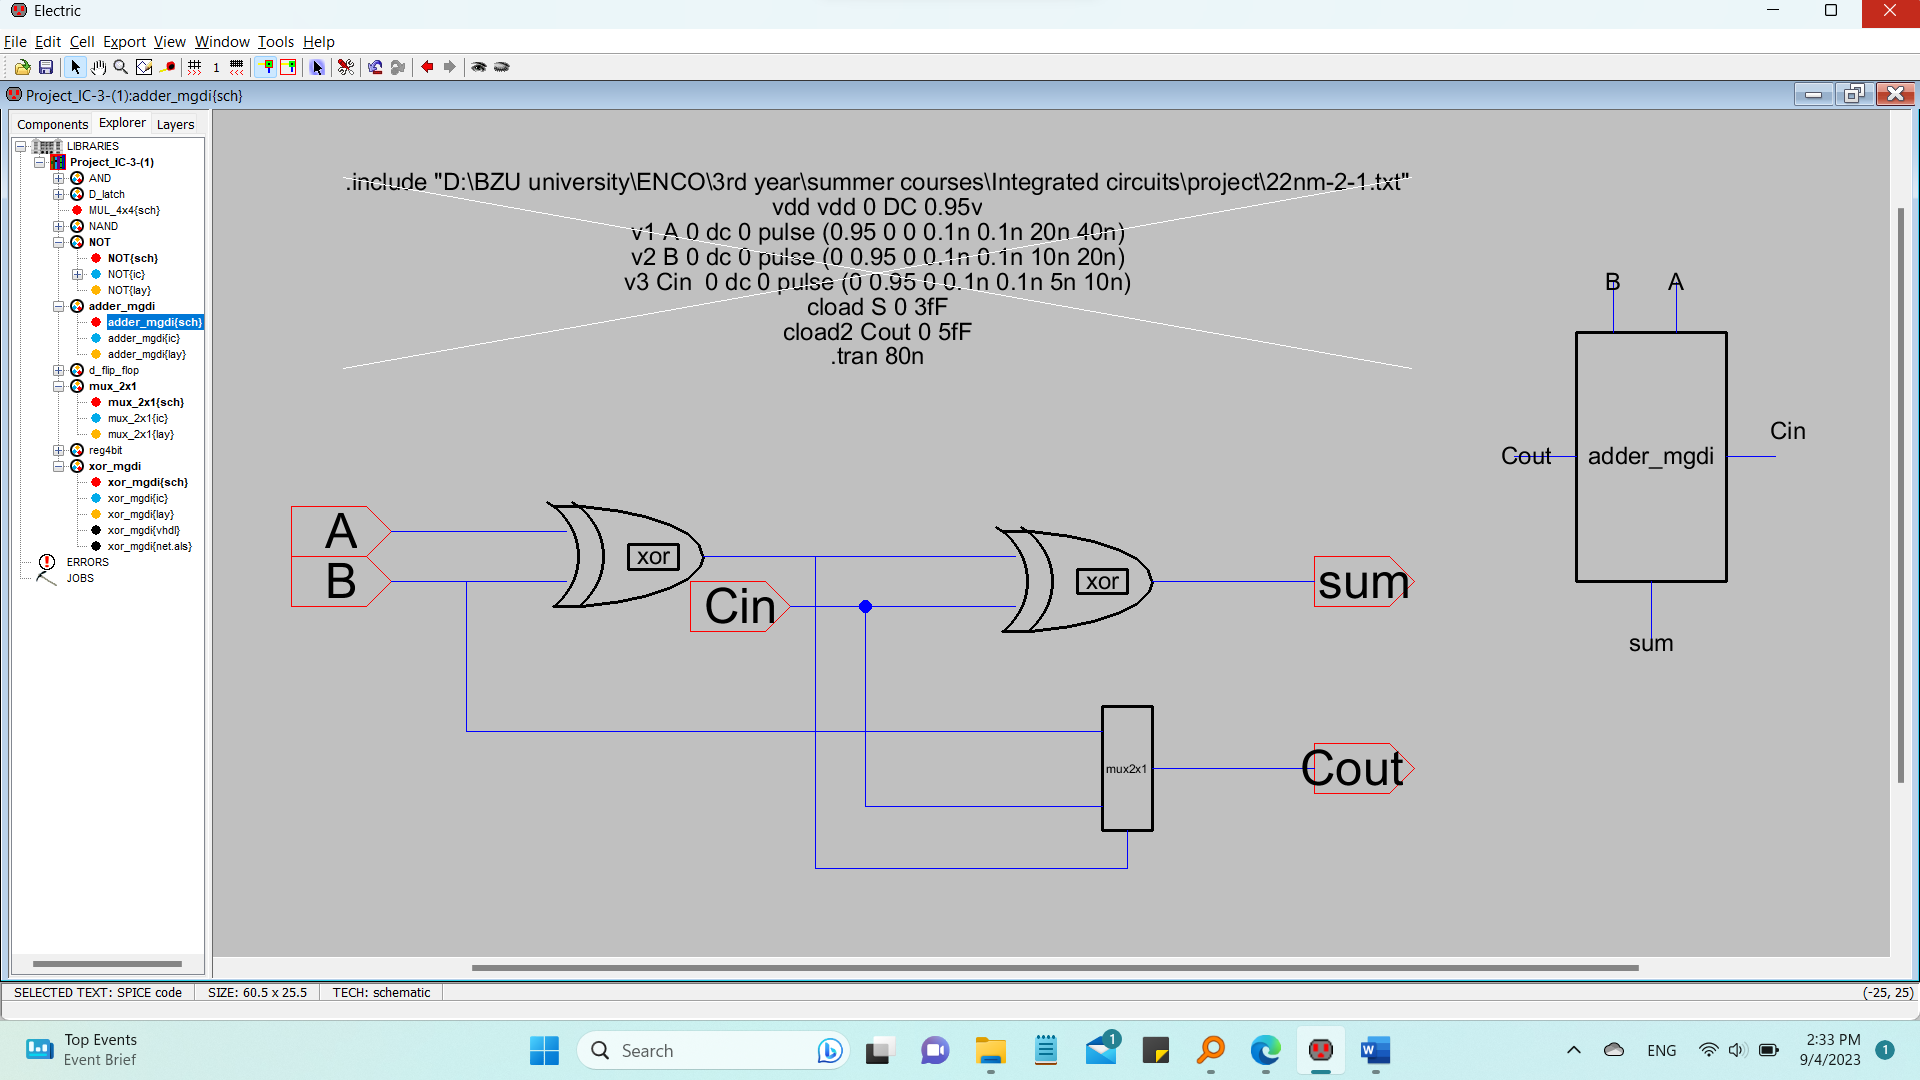 Electric
File Edit Cell Export View Window Tools Help
1
Project_IC-3-(1):adder_mgdi{sch}
Components Explorer Layers
LIBRARIES
Project_IC-3-(1)
AND
D_latch
MUL_4x4{sch}
NAND
NOT
NOT{sch}
NOT{ic}
NOT{lay}
adder_mgdi
adder_mgdi{sch}
adder_mgdi{ic}
adder_mgdi{lay}
d_flip_flop
mux_2x1
mux_2x1{sch}
mux_2x1{ic}
mux_2x1{lay}
reg4bit
xor_mgdi
xor_mgdi{sch}
xor_mgdi{ic}
xor_mgdi{lay}
xor_mgdi{vhdl}
xor_mgdi{net.als}
ERRORS
JOBS
.include "D:\BZU university\ENCO\3rd year\summer courses\Integrated circuits\project\22nm-2-1.txt"
vdd vdd 0 DC 0.95v
v1 A 0 dc 0 pulse (0.95 0 0 0.1n 0.1n 20n 40n)
v2 B 0 dc 0 pulse (0 0.95 0 0.1n 0.1n 10n 20n)
v3 Cin  0 dc 0 pulse (0 0.95 0 0.1n 0.1n 5n 10n)
cload S 0 3fF
cload2 Cout 0 5fF
.tran 80n
B A
Cin
Cout adder_mgdi
sum
A
B
xor
Cin
xor
sum
mux2x1
Cout
SELECTED TEXT: SPICE code SIZE: 60.5 x 25.5 TECH: schematic (-25, 25)
Top Events
Event Brief
Search
1
W
ENG
2:33 PM
9/4/2023
1